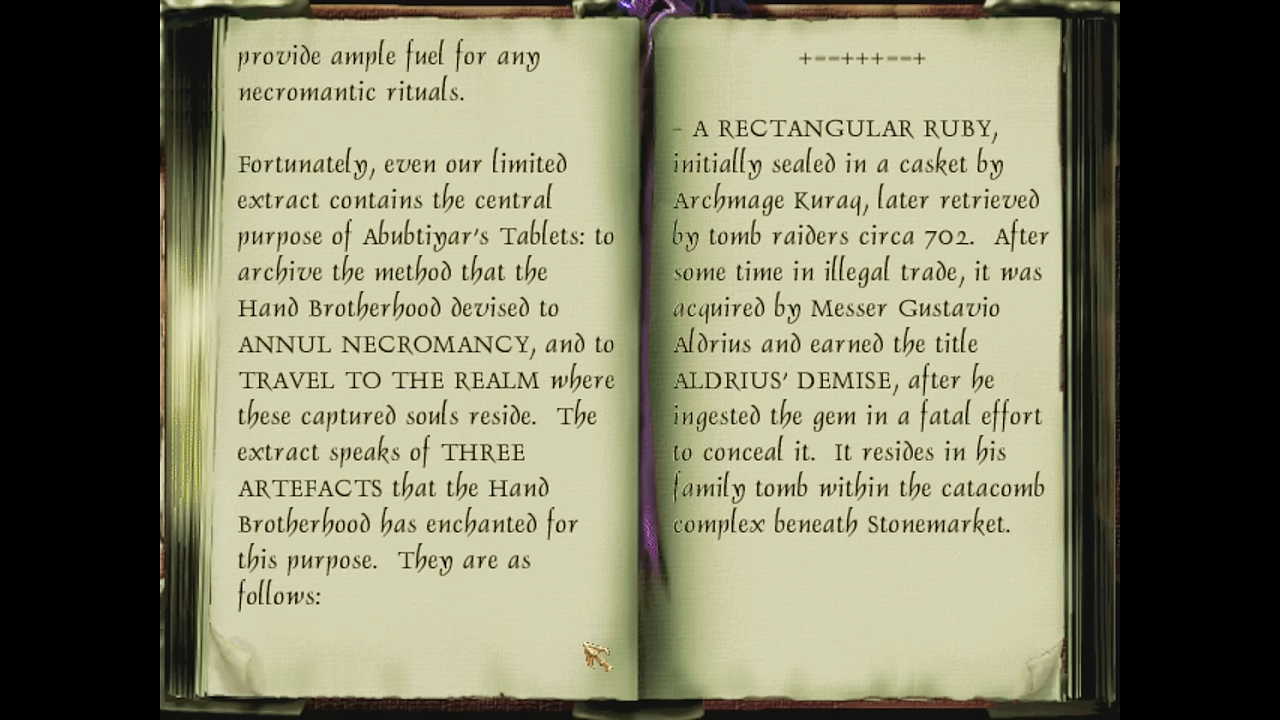 provide ample fuel for any
necromantic rituals.
Fortunately, even our limited
extract contains the central
purpose of Abubtiyar's Tablets: to
archive the method that the
Hand Brotherhood devised to
ANNUL NECROMANCY, and to
TRAVEL TO THE REALM where
these captured souls reside.  The
extract speaks of THREE
ARTEFACTS that the Hand
Brotherhood has enchanted for
this purpose.  They are as
follows:
+--+++--+
- A RECTANGULAR RUBY,
initially sealed in a casket by
Archmage Kuraq, later retrieved
by tomb raiders circa 702.  After
some time in illegal trade, it was
acquired by Messer Gustavio
Aldrius and earned the title
ALDRIUS' DEMISE, after he
ingested the gem in a fatal effort
to conceal it.  It resides in his
family tomb within the catacomb
complex beneath Stonemarket.